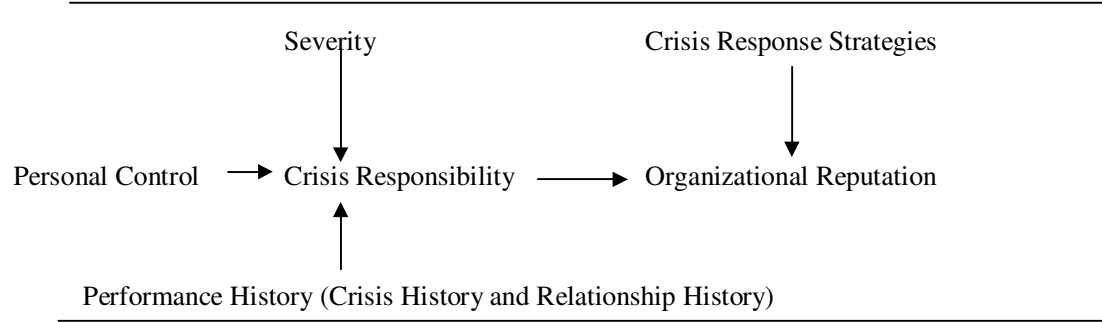 Severity Crisis Response Strategies
Personal Control Crisis Responsibility Organizational Reputation
Performance History (Crisis History and Relationship History)